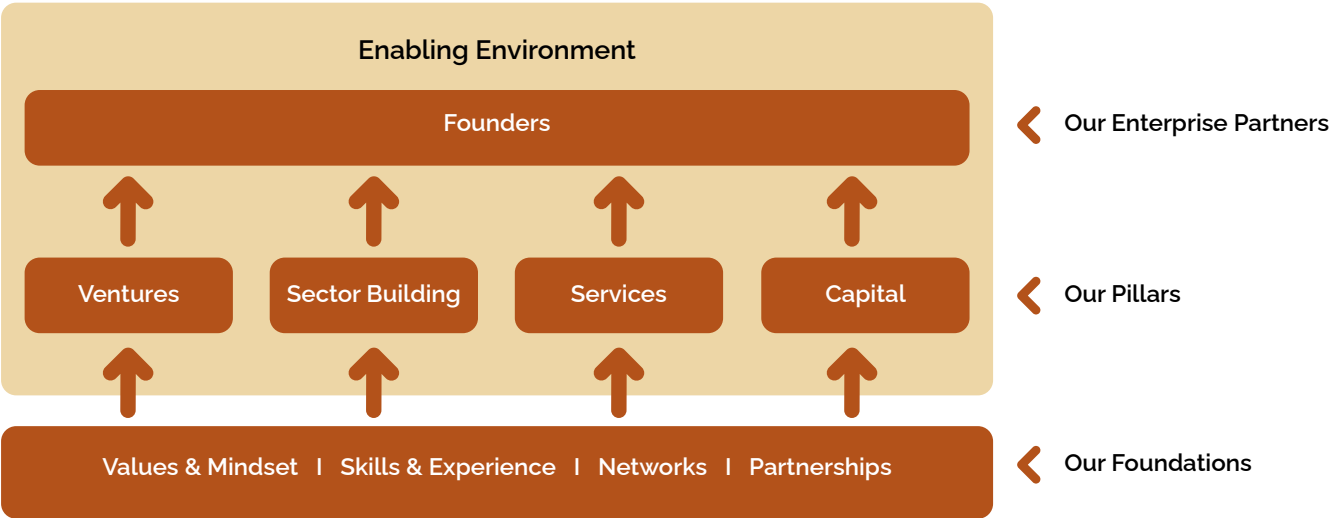 Enabling Environment
Founders
Our Enterprise Partners
Ventures
Sector Building
Services
Capital
Our Pillars
Values & Mindset I Skills & Experience I Networks I Partnerships
Our Foundations